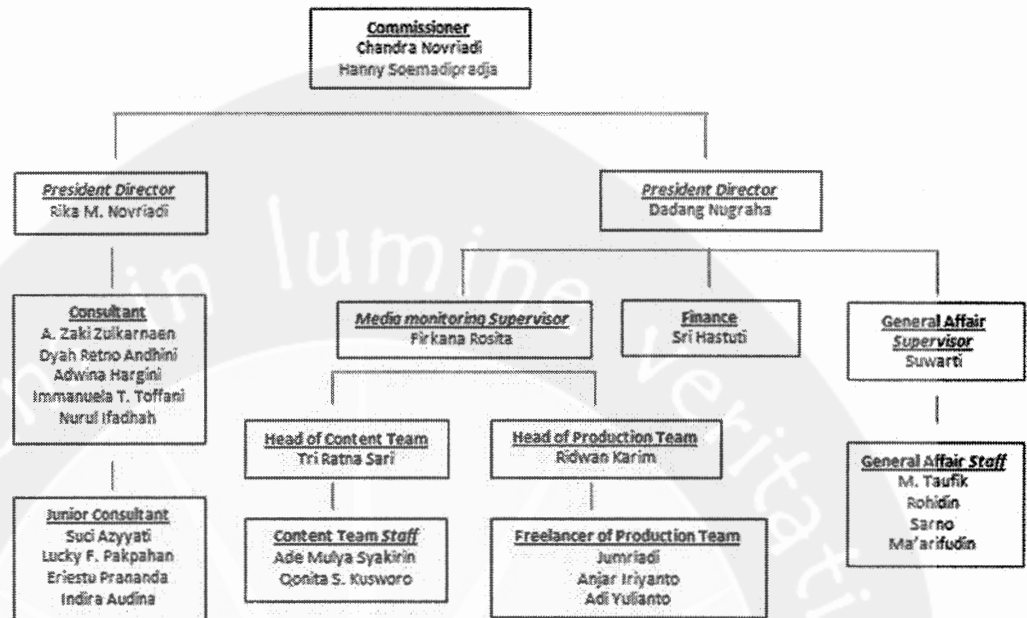 Commissioner
Chandra Novriadi
Hanny Soemadipradja
President Director
Rika M. Novriadi
President Director
Dadang Nugraha
Consultant
A. Zaki Zulkarnaen
Dyah Retno Andhini
Adwina Hargini
Immanuela T. Toffani
Nurul Ifadhah
Media monitoring Supervisor
Firkana Rosita
Finance
Sri Hastuti
General Affair
Supervisor
Suwarti
Head of Content Team
Tri Ratna Sari
Head of Production Team
Ridwan Karim
General Affair Staff
M. Taufik
Rohidin
Sarno
Ma'arifudin
Junior Consultant
Suci Azyyati
Lucky F. Pakpahan
Eriestu Prananda
Indira Audina
Content Team Staff
Ade Mulya Syakirin
Qonita S. Kusworo
Freelancer of Production Team
Jumriadi
Anjar Iriyanto
Adi Yulianto
in lumine veritati